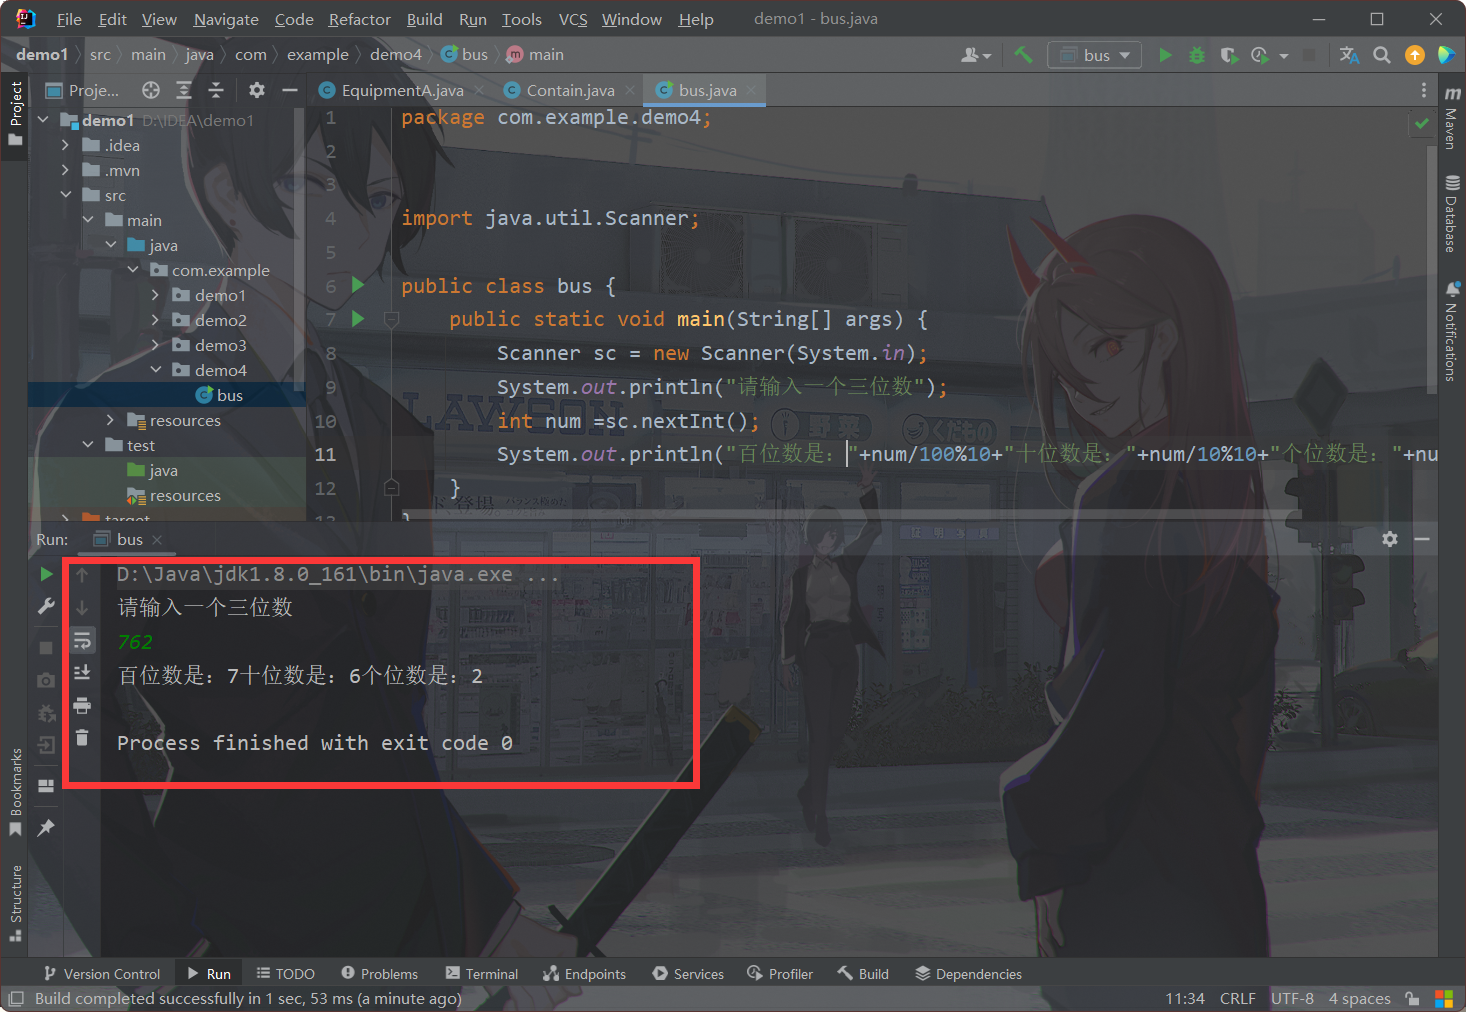 File Edit View Navigate Code Refactor Build Run Tools VCS Window Help demo1 - bus.java
demo1 src main java com example demo4 bus main
bus
Project
Proje...
EquipmentA.java
Contain.java
bus.java
demo1 D:\IDEA\demo1
.idea
.mvn
src
main
java
com.example
demo1
demo2
demo3
demo4
bus
resources
test
java
resources
target
1 package com.example.demo4;
2
3
4 import java.util.Scanner;
5
6 public class bus {
7 public static void main(String[] args) {
8 Scanner sc = new Scanner(System.in);
9 System.out.println("请输入一个三位数");
10 int num =sc.nextInt();
11 System.out.println("百位数是："+num/100%10+"十位数是："+num/10%10+"个位数是："+nu
12 }
13 }
LAWSON
野菜
くだもの
Maven
Database
Notifications
Run: bus
D:\Java\jdk1.8.0_161\bin\java.exe ...
请输入一个三位数
762
百位数是：7十位数是：6个位数是：2
Process finished with exit code 0
Bookmarks
Structure
Version Control Run TODO Problems Terminal Endpoints Services Profiler Build Dependencies
Build completed successfully in 1 sec, 53 ms (a minute ago) 11:34 CRLF UTF-8 4 spaces